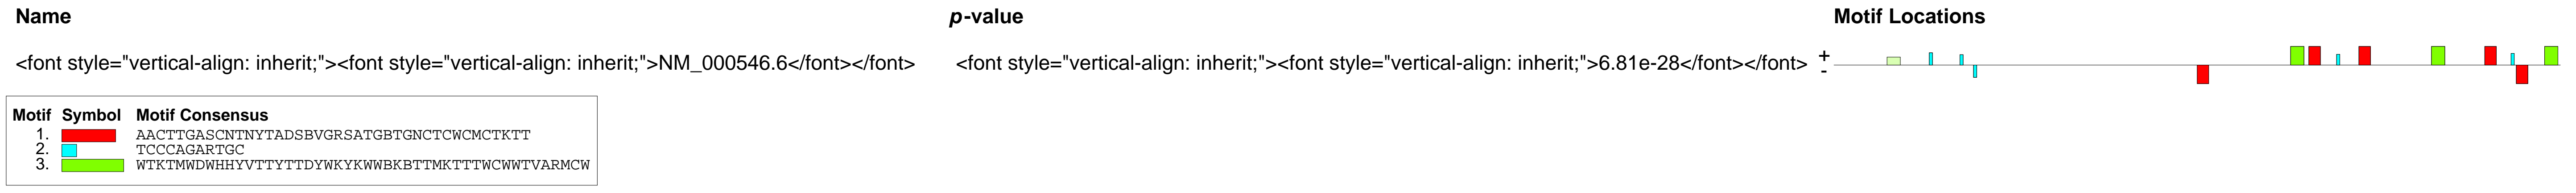 Name p-value Motif Locations
<font style="vertical-align: inherit;"><font style="vertical-align: inherit;">NM_000546.6</font></font> <font style="vertical-align: inherit;"><font style="vertical-align: inherit;">6.81e-28</font></font> +
-
Motif Symbol Motif Consensus
1. AACTTGASCNTNYTADSBVGRSATGBTGNCTCWCMCTKTT
2. TCCCAGARTGC
3. WTKTMWDWHHYVTTYTTDYWKYKWWBKBTTMKTTTWCWWTVARMCW